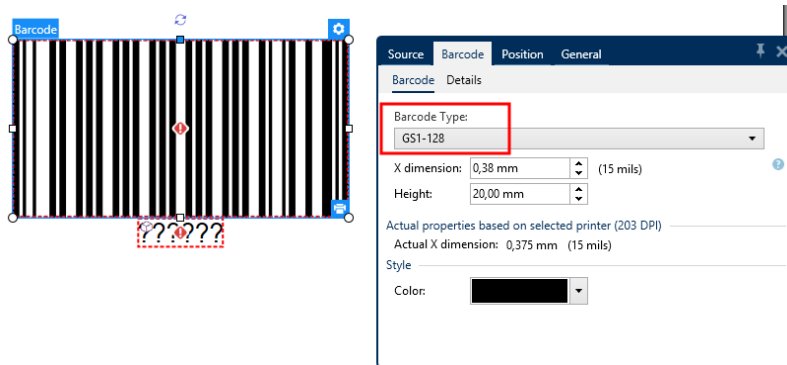 Barcode
??????
Source Barcode Position General
Barcode Details
Barcode Type:
GS1-128
X dimension: 0,38 mm (15 mils)
Height: 20,00 mm
Actual properties based on selected printer (203 DPI)
Actual X dimension: 0,375 mm (15 mils)
Style
Color: